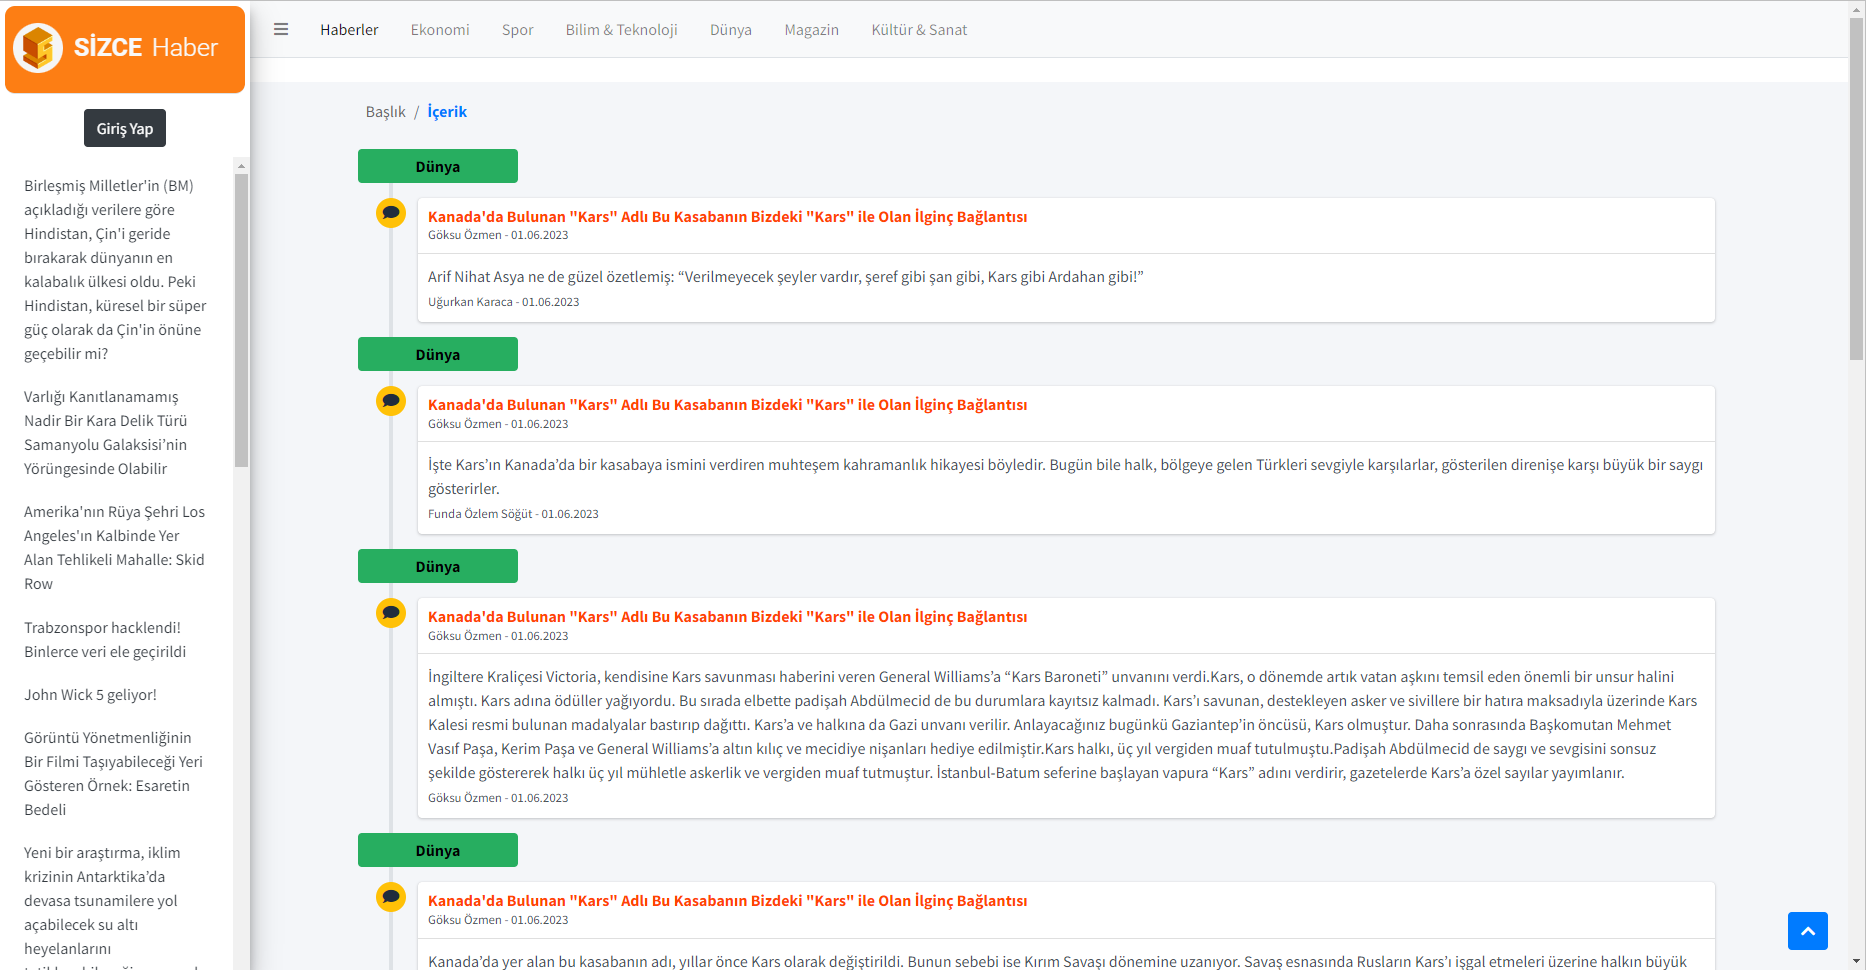 SİZCE Haber
Giriş Yap
Birleşmiş Milletler'in (BM)
açıkladığı verilere göre
Hindistan, Çin'i geride
bırakarak dünyanın en
kalabalık ülkesi oldu. Peki
Hindistan, küresel bir süper
güç olarak da Çin'in önüne
geçebilir mi?
Varlığı Kanıtlanamamış
Nadir Bir Kara Delik Türü
Samanyolu Galaksisi’nin
Yörüngesinde Olabilir
Amerika'nın Rüya Şehri Los
Angeles'ın Kalbinde Yer
Alan Tehlikeli Mahalle: Skid
Row
Trabzonspor hacklendi!
Binlerce veri ele geçirildi
John Wick 5 geliyor!
Görüntü Yönetmenliğinin
Bir Filmi Taşıyabileceği Yeri
Gösteren Örnek: Esaretin
Bedeli
Yeni bir araştırma, iklim
krizinin Antarktika’da
devasa tsunamilere yol
açabilecek su altı
heyelanlarını
Haberler Ekonomi Spor Bilim & Teknoloji Dünya Magazin Kültür & Sanat
Başlık / İçerik
Dünya
Kanada'da Bulunan "Kars" Adlı Bu Kasabanın Bizdeki "Kars" ile Olan İlginç Bağlantısı
Göksu Özmen - 01.06.2023
Arif Nihat Asya ne de güzel özetlemiş: “Verilmeyecek şeyler vardır, şeref gibi şan gibi, Kars gibi Ardahan gibi!”
Uğurkan Karaca - 01.06.2023
Dünya
Kanada'da Bulunan "Kars" Adlı Bu Kasabanın Bizdeki "Kars" ile Olan İlginç Bağlantısı
Göksu Özmen - 01.06.2023
İşte Kars’ın Kanada’da bir kasabaya ismini verdiren muhteşem kahramanlık hikayesi böyledir. Bugün bile halk, bölgeye gelen Türkleri sevgiyle karşılarlar, gösterilen direnişe karşı büyük bir saygı
gösterirler.
Funda Özlem Söğüt - 01.06.2023
Dünya
Kanada'da Bulunan "Kars" Adlı Bu Kasabanın Bizdeki "Kars" ile Olan İlginç Bağlantısı
Göksu Özmen - 01.06.2023
İngiltere Kraliçesi Victoria, kendisine Kars savunması haberini veren General Williams’a “Kars Baroneti” unvanını verdi.Kars, o dönemde artık vatan aşkını temsil eden önemli bir unsur halini
almıştı. Kars adına ödüller yağıyordu. Bu sırada elbette padişah Abdülmecid de bu durumlara kayıtsız kalmadı. Kars’ı savunan, destekleyen asker ve sivillere bir hatıra maksadıyla üzerinde Kars
Kalesi resmi bulunan madalyalar bastırıp dağıttı. Kars’a ve halkına da Gazi unvanı verilir. Anlayacağınız bugünkü Gaziantep’in öncüsü, Kars olmuştur. Daha sonrasında Başkomutan Mehmet
Vasıf Paşa, Kerim Paşa ve General Williams’a altın kılıç ve mecidiye nişanları hediye edilmiştir.Kars halkı, üç yıl vergiden muaf tutulmuştu.Padişah Abdülmecid de saygı ve sevgisini sonsuz
şekilde göstererek halkı üç yıl mühletle askerlik ve vergiden muaf tutmuştur. İstanbul-Batum seferine başlayan vapura “Kars” adını verdirir, gazetelerde Kars’a özel sayılar yayımlanır.
Göksu Özmen - 01.06.2023
Dünya
Kanada'da Bulunan "Kars" Adlı Bu Kasabanın Bizdeki "Kars" ile Olan İlginç Bağlantısı
Göksu Özmen - 01.06.2023
Kanada’da yer alan bu kasabanın adı, yıllar önce Kars olarak değiştirildi. Bunun sebebi ise Kırım Savaşı dönemine uzanıyor. Savaş esnasında Rusların Kars’ı işgal etmeleri üzerine halkın büyük